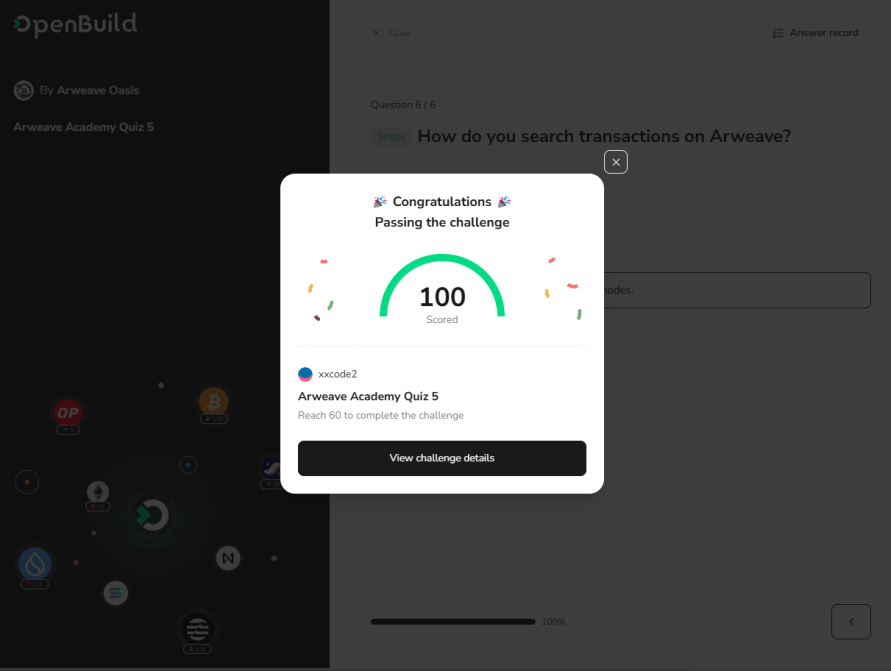 OpenBuild
By Arweave Oasis
Arweave Academy Quiz 5
Close
Answer record
Question 6 / 6
Single How do you search transactions on Arweave?
nodes.
Congratulations
Passing the challenge
100
Scored
xxcode2
Arweave Academy Quiz 5
Reach 60 to complete the challenge
View challenge details
OP
100%